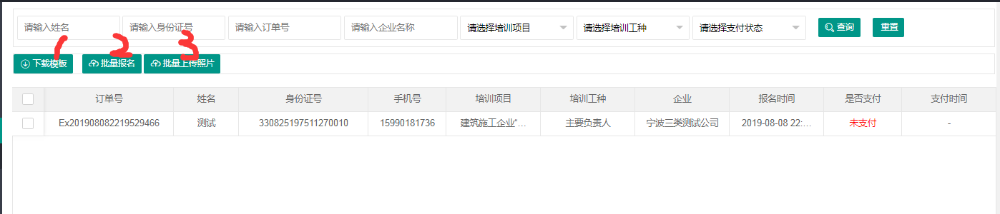 请输入姓名 请输入身份证号 请输入订单号 请输入企业名称 请选择培训项目 请选择培训工种 请选择支付状态 查询 重置
1 2 3
下载模板 批量报名 批量上传照片
订单号 姓名 身份证号 手机号 培训项目 培训工种 企业 报名时间 是否支付 支付时间
Ex201908082219529466 测试 330825197511270010 15990181736 建筑施工企业“... 主要负责人 宁波三类测试公司 2019-08-08 22:... 未支付 -